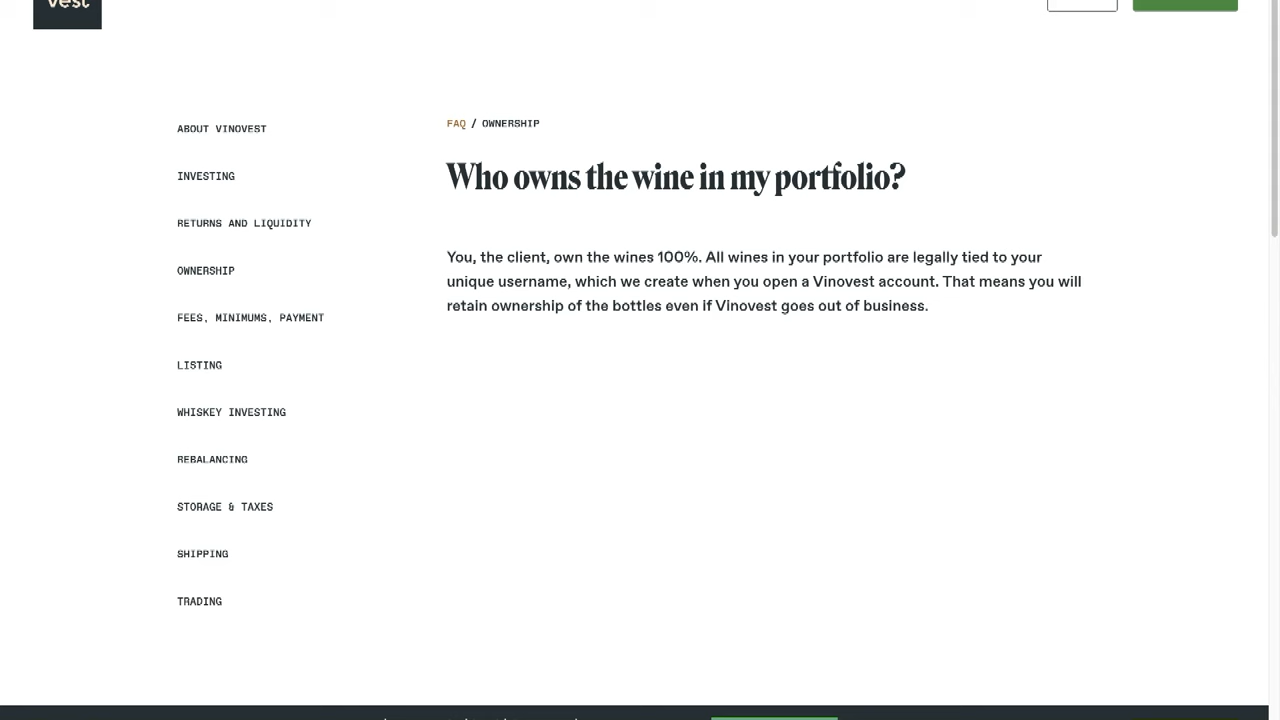 vest
ABOUT VINOVEST
INVESTING
RETURNS AND LIQUIDITY
OWNERSHIP
FEES, MINIMUMS, PAYMENT
LISTING
WHISKEY INVESTING
REBALANCING
STORAGE & TAXES
SHIPPING
TRADING
FAQ / OWNERSHIP
Who owns the wine in my portfolio?
You, the client, own the wines 100%. All wines in your portfolio are legally tied to your
unique username, which we create when you open a Vinovest account. That means you will
retain ownership of the bottles even if Vinovest goes out of business.